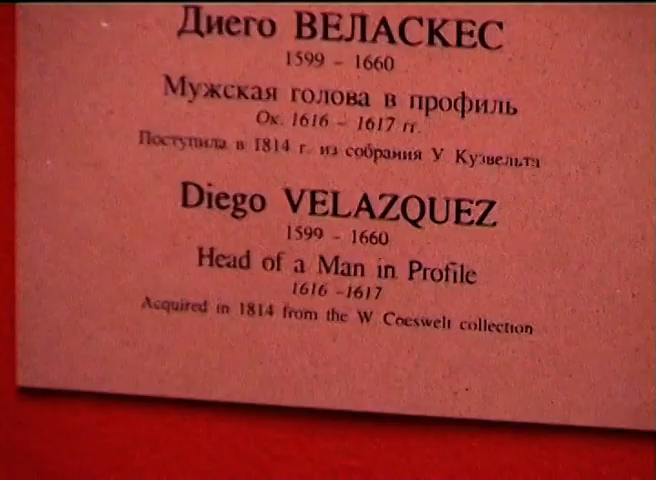 Диего ВЕЛАСКЕС
1599 - 1660
Мужская голова в профиль
Ок. 1616 - 1617 гг.
Поступила в 1814 г. из собрания У Кузвельта
Diego VELAZQUEZ
1599 - 1660
Head of a Man in Profile
1616 -1617
Acquired in 1814 from the W Coeswelt collection